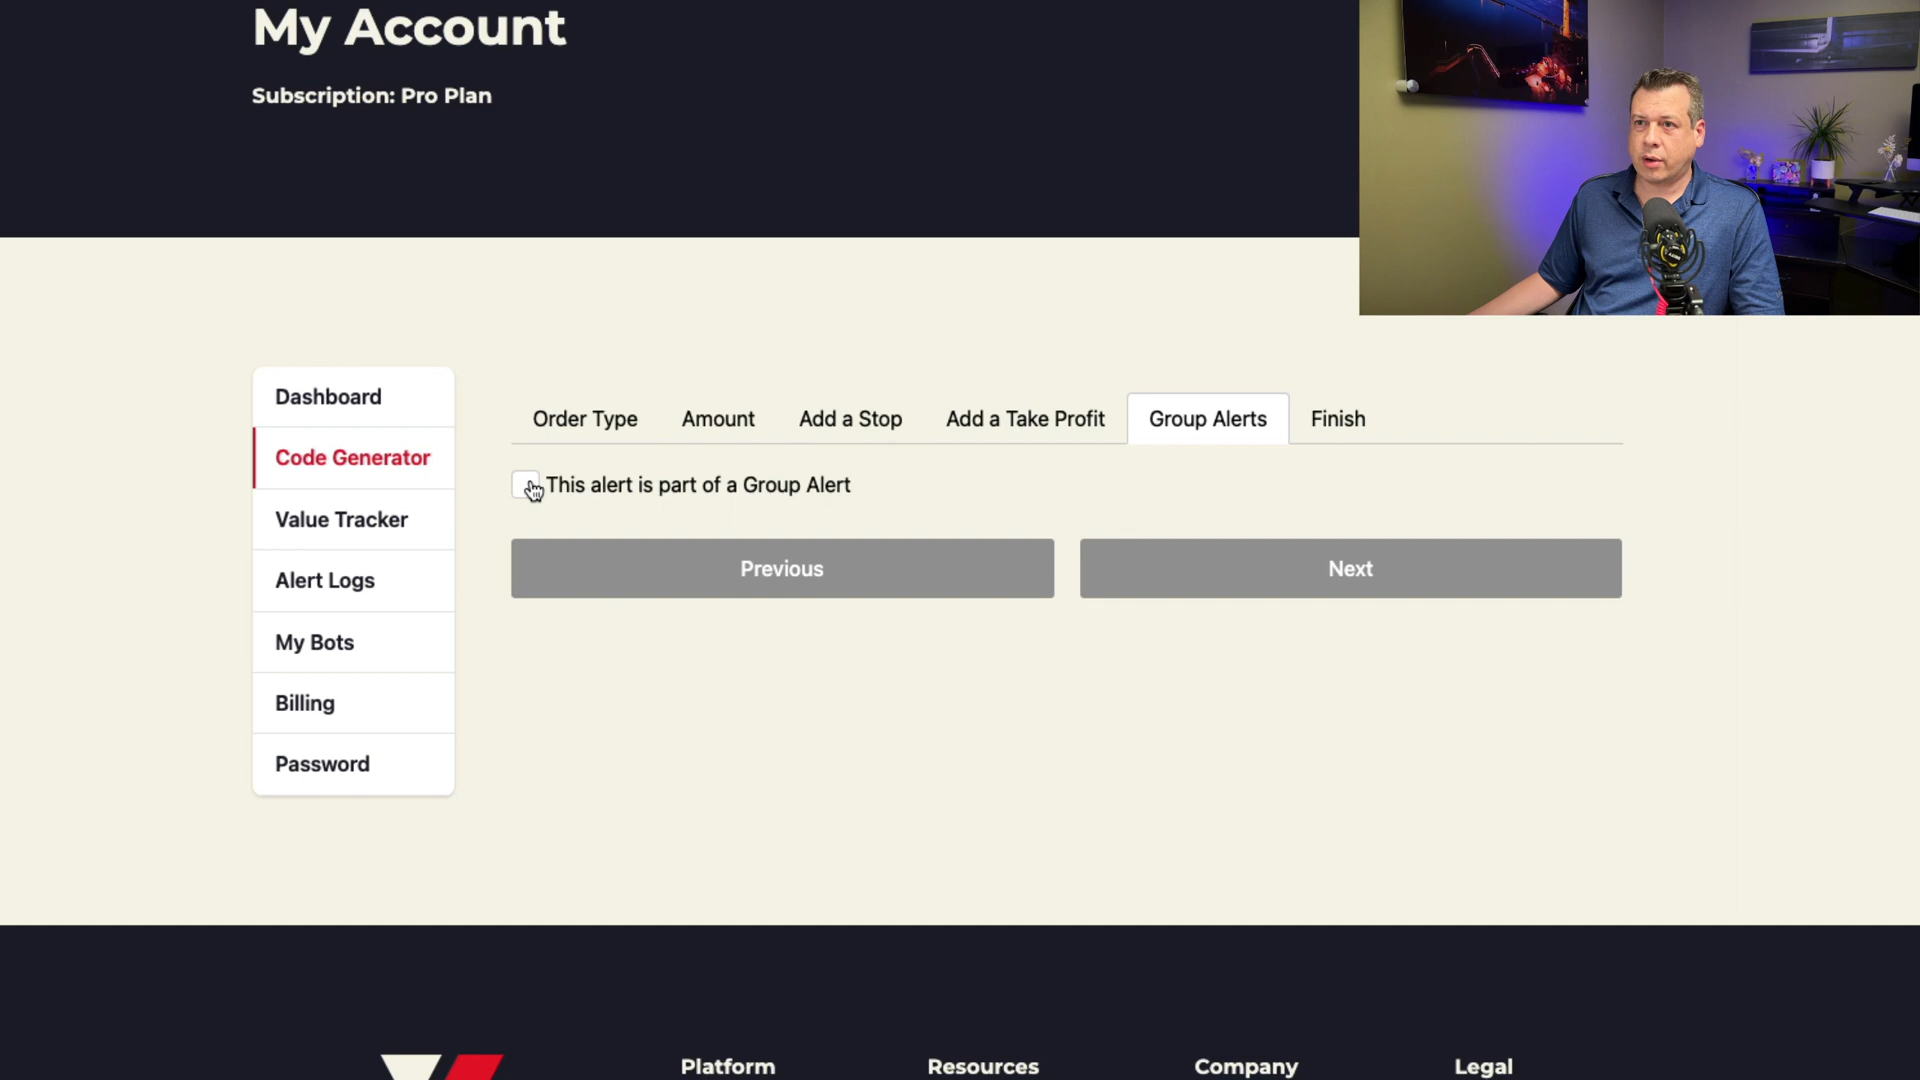 My Account
Subscription: Pro Plan
Dashboard
Code Generator
Value Tracker
Alert Logs
My Bots
Billing
Password
Order Type
Amount
Add a Stop
Add a Take Profit
Group Alerts
Finish
This alert is part of a Group Alert
Previous
Next
Platform
Resources
Company
Legal